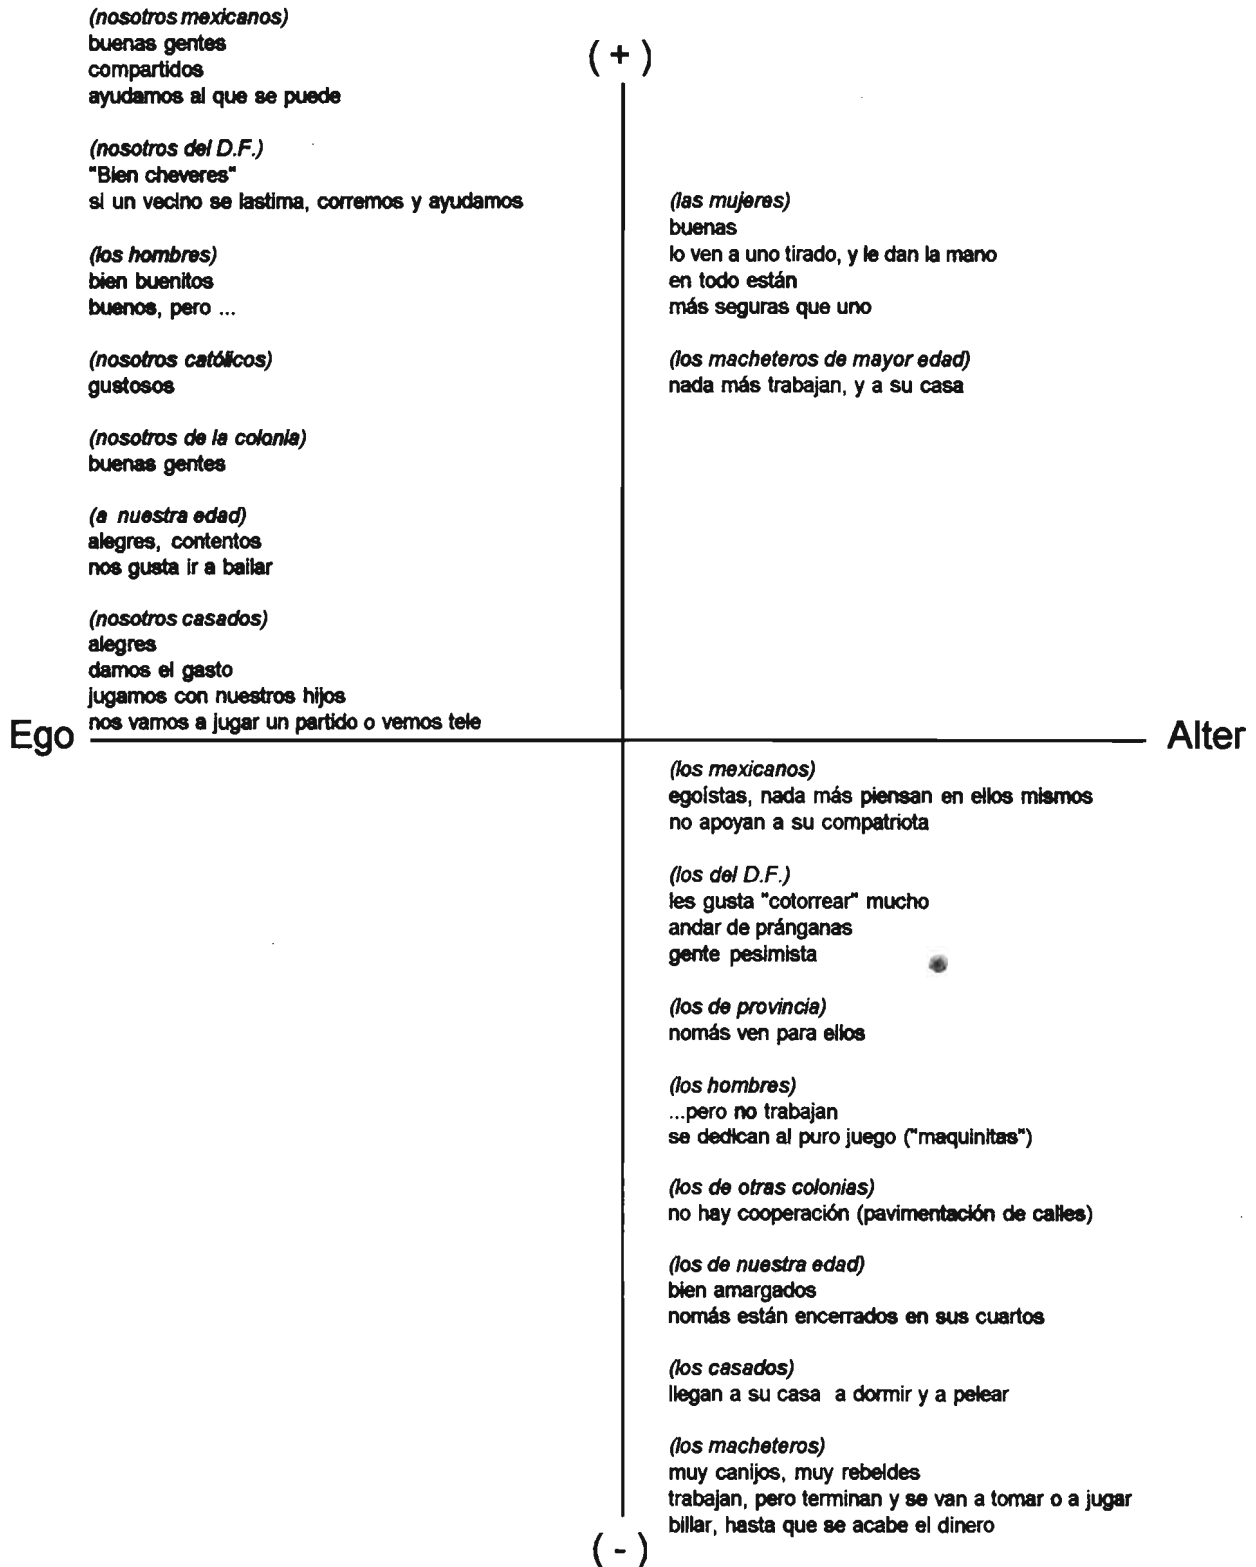 (nosotros mexicanos)
buenas gentes
compartidos
ayudamos al que se puede
(nosotros del D.F.)
"Bien cheveres"
si un vecino se lastima, corremos y ayudamos
(los hombres)
bien buenitos
buenos, pero ...
(nosotros católicos)
gustosos
(nosotros de la colonia)
buenas gentes
(a nuestra edad)
alegres, contentos
nos gusta ir a bailar
(nosotros casados)
alegres
damos el gasto
jugamos con nuestros hijos
nos vamos a jugar un partido o vemos tele
( + )
(las mujeres)
buenas
lo ven a uno tirado, y le dan la mano
en todo están
más seguras que uno
(los macheteros de mayor edad)
nada más trabajan, y a su casa
Ego
Alter
(los mexicanos)
egoístas, nada más piensan en ellos mismos
no apoyan a su compatriota
(los del D.F.)
les gusta "cotorrear" mucho
andar de pránganas
gente pesimista
(los de provincia)
nomás ven para ellos
(los hombres)
...pero no trabajan
se dedican al puro juego ("maquinitas")
(los de otras colonias)
no hay cooperación (pavimentación de calles)
(los de nuestra edad)
bien amargados
nomás están encerrados en sus cuartos
(los casados)
llegan a su casa a dormir y a pelear
(los macheteros)
muy canijos, muy rebeldes
trabajan, pero terminan y se van a tomar o a jugar
billar, hasta que se acabe el dinero
( - )